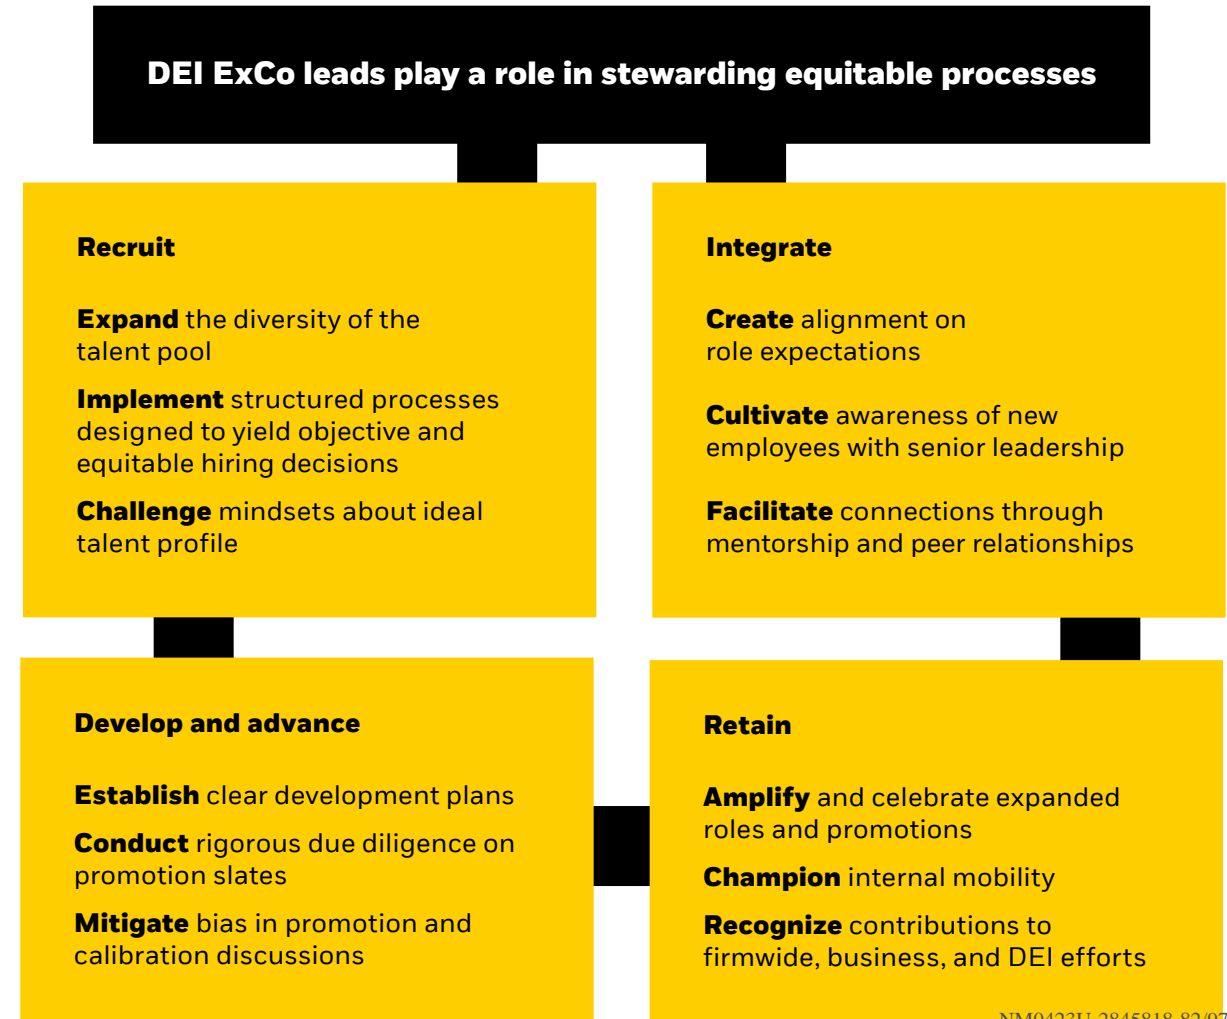 DEI ExCo leads play a role in stewarding equitable processes
Recruit
Expand the diversity of the
talent pool
Implement structured processes
designed to yield objective and
equitable hiring decisions
Challenge mindsets about ideal
talent profile
Integrate
Create alignment on
role expectations
Cultivate awareness of new
employees with senior leadership
Facilitate connections through
mentorship and peer relationships
Develop and advance
Establish clear development plans
Conduct rigorous due diligence on
promotion slates
Mitigate bias in promotion and
calibration discussions
Retain
Amplify and celebrate expanded
roles and promotions
Champion internal mobility
Recognize contributions to
firmwide, business, and DEI efforts